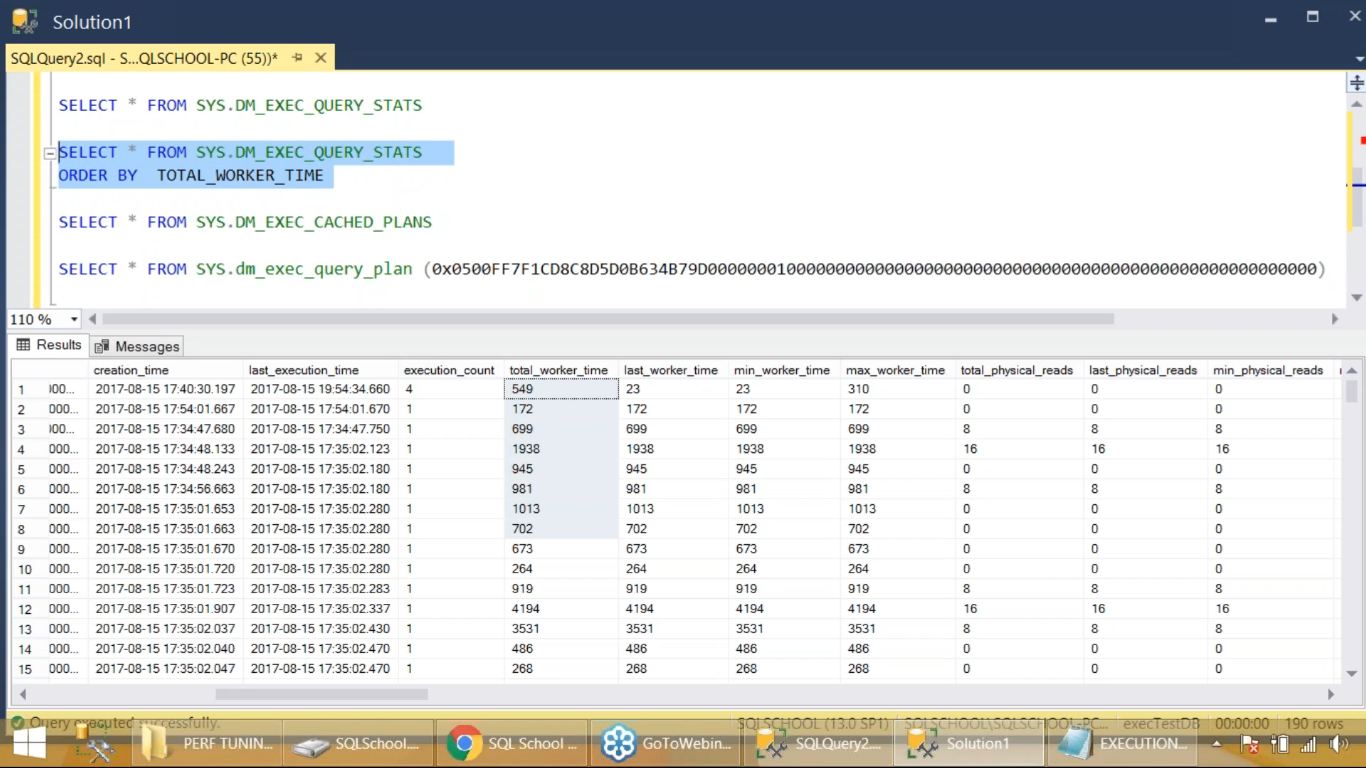 Solution1
SQLQuery2.sql - S...QLSCHOOL-PC (55))*
SELECT * FROM SYS.DM_EXEC_QUERY_STATS
SELECT * FROM SYS.DM_EXEC_QUERY_STATS
ORDER BY TOTAL_WORKER_TIME
SELECT * FROM SYS.DM_EXEC_CACHED_PLANS
SELECT * FROM SYS.dm_exec_query_plan
110 %
Results Messages
creation_time last_execution_time execution_count total_worker_time last_worker_time min_worker_time max_worker_time total_physical_reads last_physical_reads min_physical_reads
1 000... 2017-08-15 17:40:30.197 2017-08-15 19:54:34.660 4 549 23 23 310 0 0 0
2 000... 2017-08-15 17:54:01.667 2017-08-15 17:54:01.670 1 172 172 172 172 0 0 0
3 000... 2017-08-15 17:34:47.680 2017-08-15 17:34:47.750 1 699 699 699 699 8 8 8
4 000... 2017-08-15 17:34:48.133 2017-08-15 17:35:02.123 1 1938 1938 1938 1938 16 16 16
5 000... 2017-08-15 17:34:48.243 2017-08-15 17:35:02.180 1 945 945 945 945 0 0 0
6 000... 2017-08-15 17:34:56.663 2017-08-15 17:35:02.180 1 981 981 981 981 8 8 8
7 000... 2017-08-15 17:35:01.653 2017-08-15 17:35:02.280 1 1013 1013 1013 1013 0 0 0
8 000... 2017-08-15 17:35:01.663 2017-08-15 17:35:02.280 1 702 702 702 702 0 0 0
9 000... 2017-08-15 17:35:01.670 2017-08-15 17:35:02.280 1 673 673 673 673 0 0 0
10 000... 2017-08-15 17:35:01.720 2017-08-15 17:35:02.280 1 264 264 264 264 0 0 0
11 000... 2017-08-15 17:35:01.723 2017-08-15 17:35:02.283 1 919 919 919 919 8 8 8
12 000... 2017-08-15 17:35:01.907 2017-08-15 17:35:02.337 1 4194 4194 4194 4194 16 16 16
13 000... 2017-08-15 17:35:02.037 2017-08-15 17:35:02.430 1 3531 3531 3531 3531 8 8 8
14 000... 2017-08-15 17:35:02.040 2017-08-15 17:35:02.470 1 486 486 486 486 0 0 0
15 000... 2017-08-15 17:35:02.047 2017-08-15 17:35:02.470 1 268 268 268 268 0 0 0
Query executed successfully. SQLSCHOOL (13.0 SP1) SQLSCHOOL\SQLSCHOOL-PC... execTestDB 00:00:00 190 rows
PERF TUNIN... SQLSchool.... SQL School ... GoToWebin... SQLQuery2.... Solution1 EXECUTION...